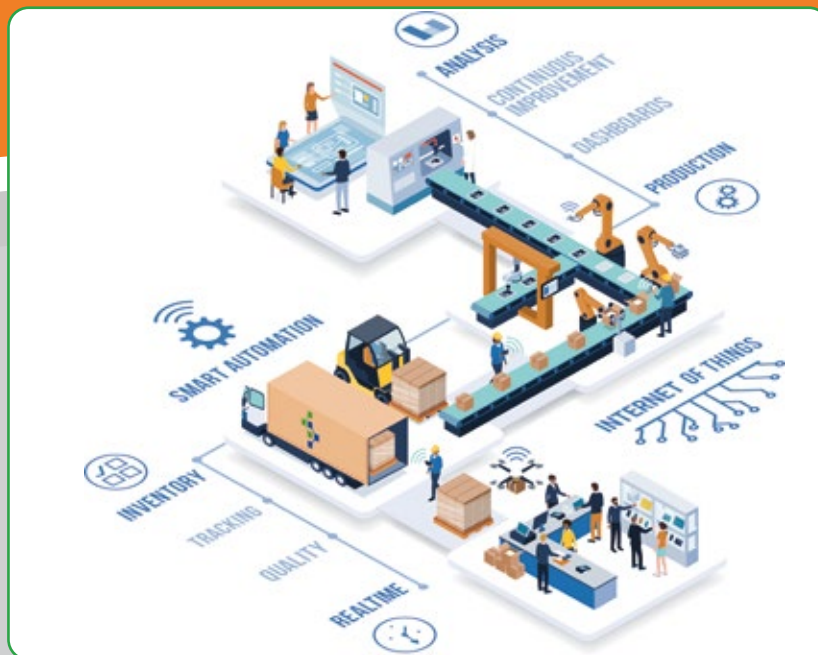 ANALYSIS
CONTINUOUS
IMPROVEMENT
DASHBOARDS
PRODUCTION
SMART AUTOMATION
INTERNET OF THINGS
INVENTORY
TRACKING
QUALITY
REALTIME